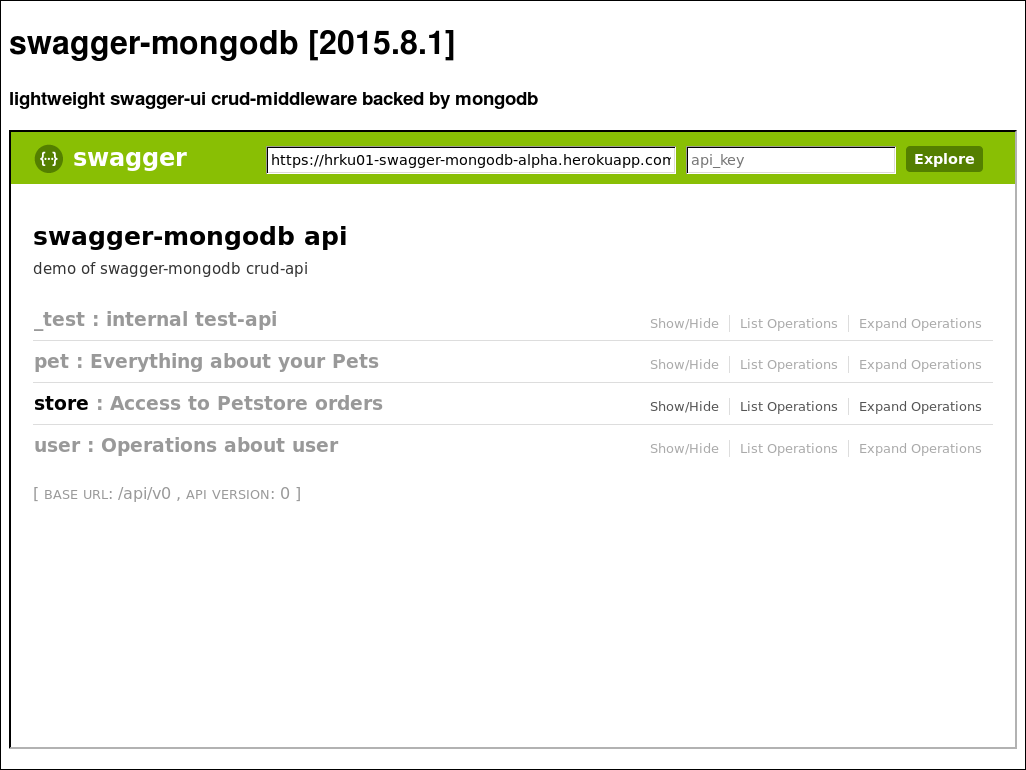 swagger-mongodb [2015.8.1]
lightweight swagger-ui crud-middleware backed by mongodb
{···} swagger https://hrku01-swagger-mongodb-alpha.herokuapp.com api_key Explore
swagger-mongodb api
demo of swagger-mongodb crud-api
_test : internal test-api Show/Hide List Operations Expand Operations
pet : Everything about your Pets Show/Hide List Operations Expand Operations
store : Access to Petstore orders Show/Hide List Operations Expand Operations
user : Operations about user Show/Hide List Operations Expand Operations
[ BASE URL: /api/v0 , API VERSION: 0 ]